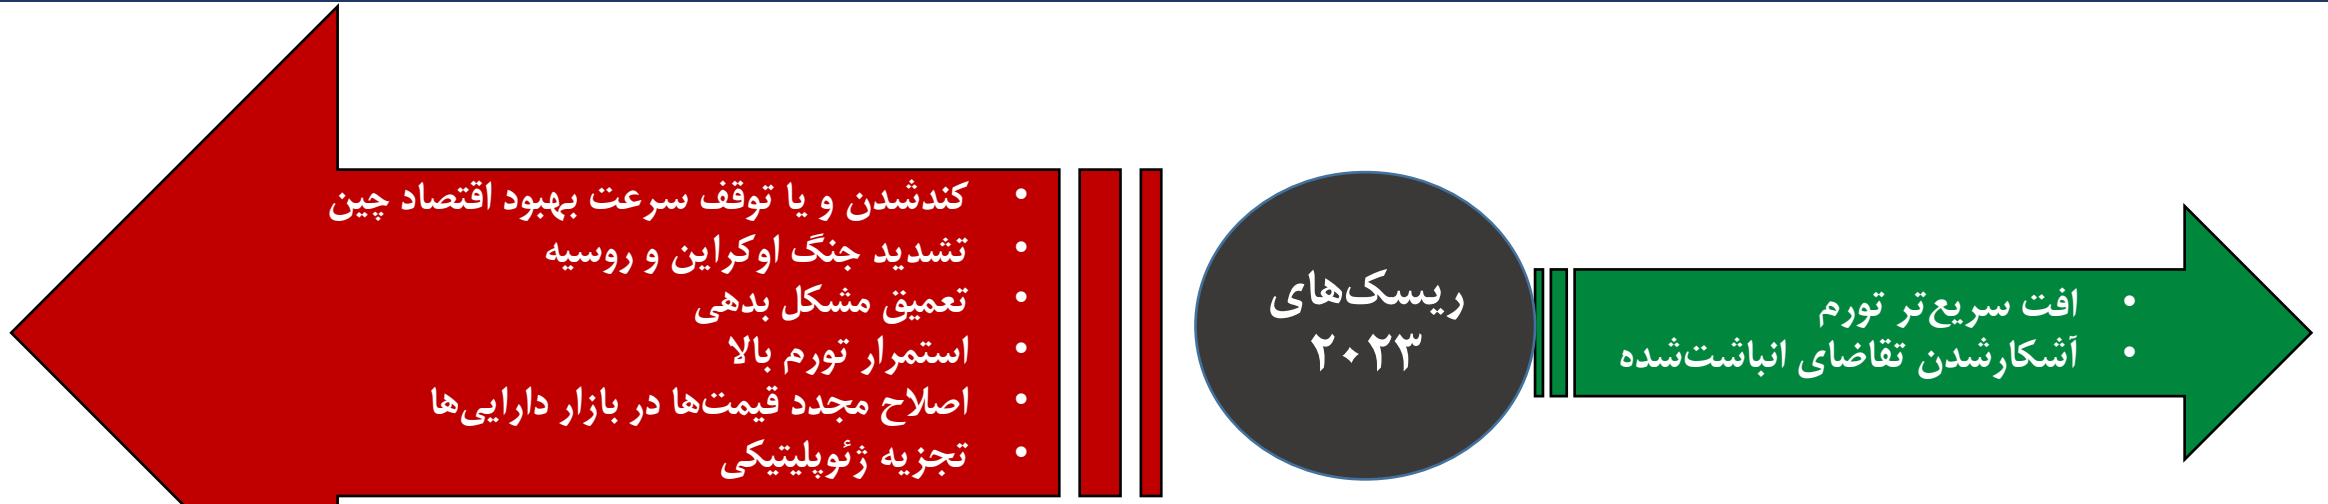 ریسک‌های
۲۰۲۳
• افت سریع‌تر تورم
• آشکارشدن تقاضای انباشت‌شده
• کندشدن و یا توقف سرعت بهبود اقتصاد چین
• تشدید جنگ اوکراین و روسیه
• تعمیق مشکل بدهی
• استمرار تورم بالا
• اصلاح مجدد قیمت‌ها در بازار دارایی‌ها
• تجزیه ژئوپلیتیکی